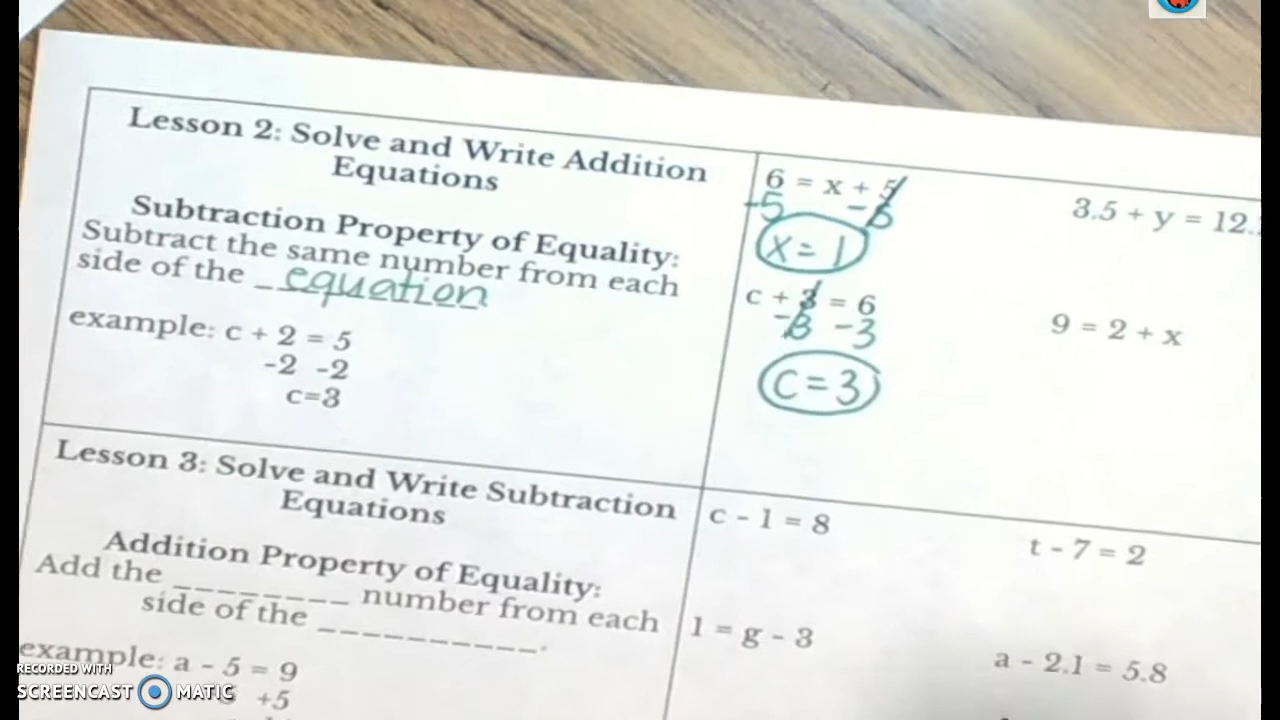 Lesson 2: Solve and Write Addition
Equations
Subtraction Property of Equality:
Subtract the same number from each
side of the _equation_
example: c + 2 = 5
-2 -2
c=3
6 = x + 5
-5 -5
x = 1
c + 3 = 6
-3 -3
c = 3
3.5 + y = 12.
9 = 2 + x
Lesson 3: Solve and Write Subtraction
Equations
Addition Property of Equality:
Add the ________ number from each
side of the __________.
example: a - 5 = 9
+5
c - 1 = 8
t - 7 = 2
1 = g - 3
a - 2.1 = 5.8
RECORDED WITH
SCREENCAST MATIC